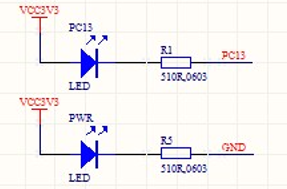 VCC3V3
PC13
R1
PC13
LED
510R,0603
VCC3V3
PWR
R5
GND
LED
510R,0603